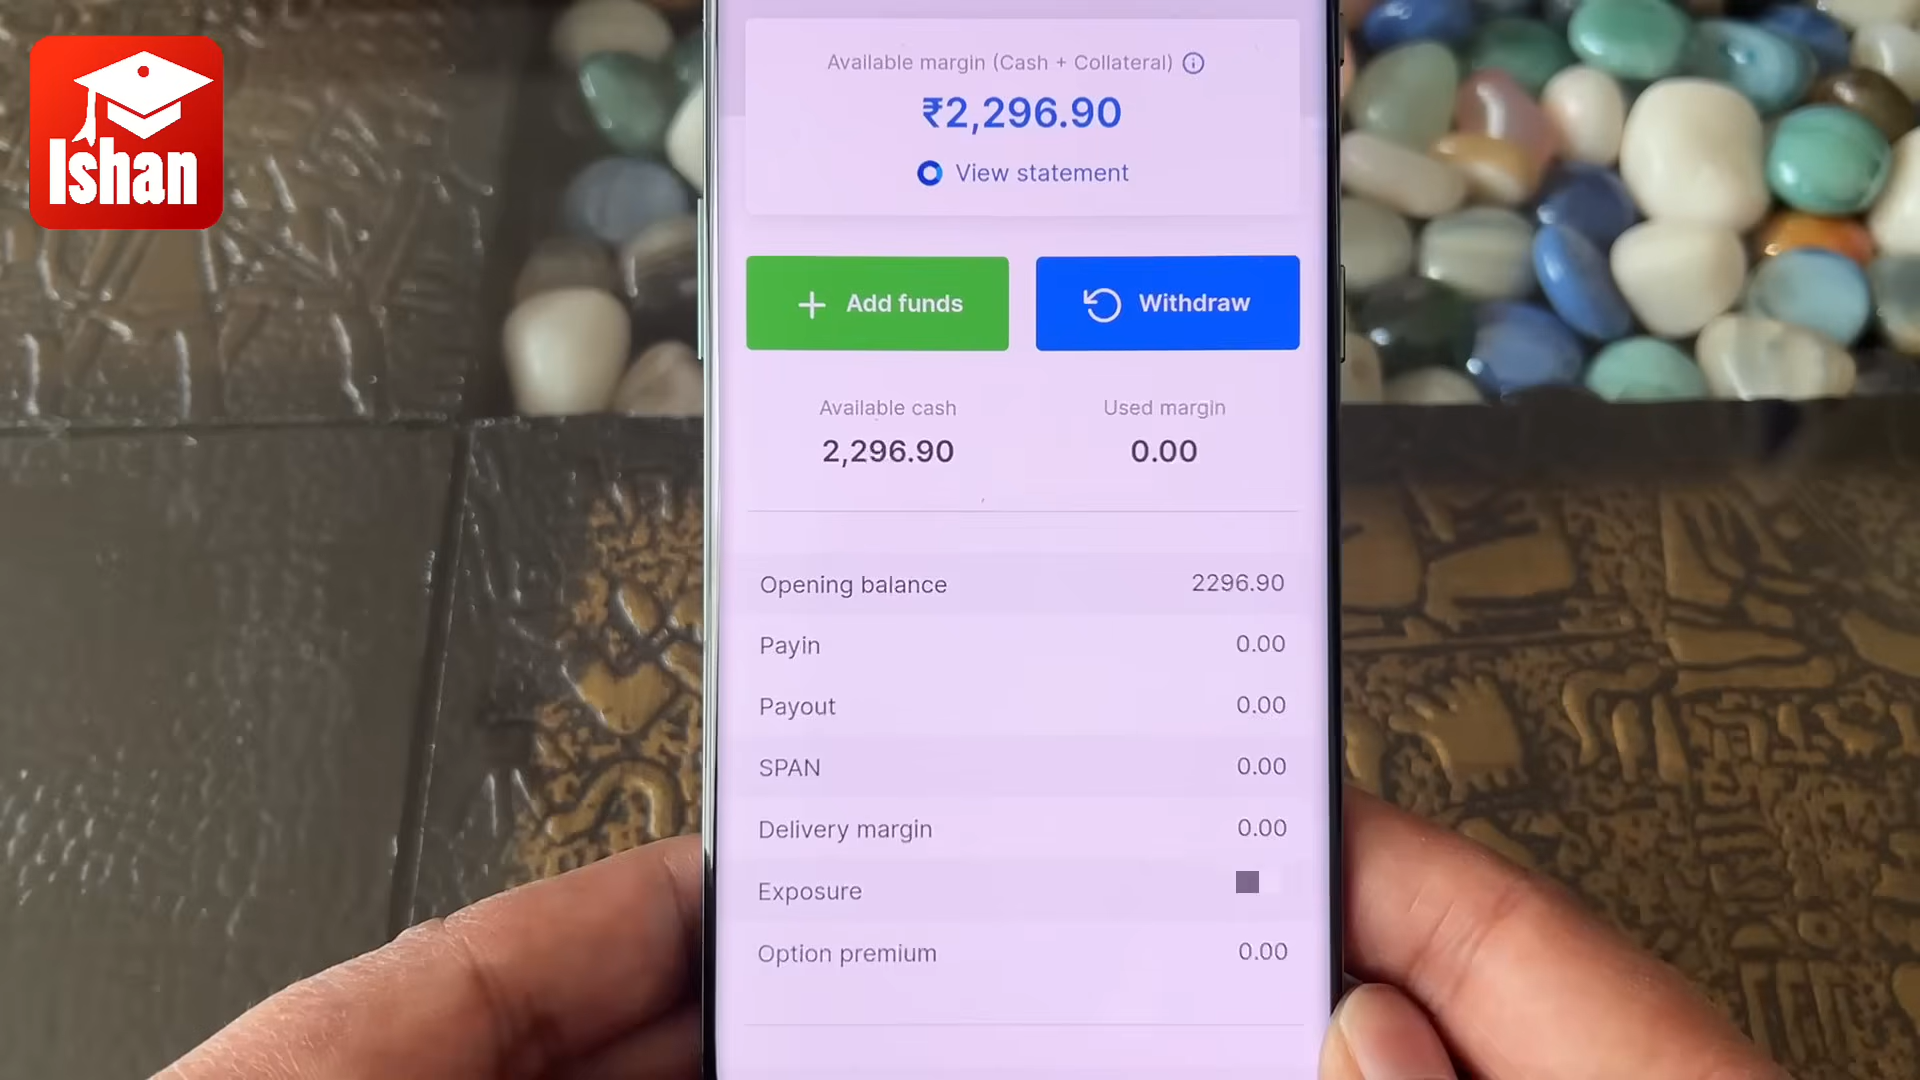 Ishan
Available margin (Cash + Collateral)
₹2,296.90
View statement
Add funds
Withdraw
Available cash
Used margin
2,296.90
0.00
Opening balance 2296.90
Payin 0.00
Payout 0.00
SPAN 0.00
Delivery margin 0.00
Exposure
Option premium 0.00